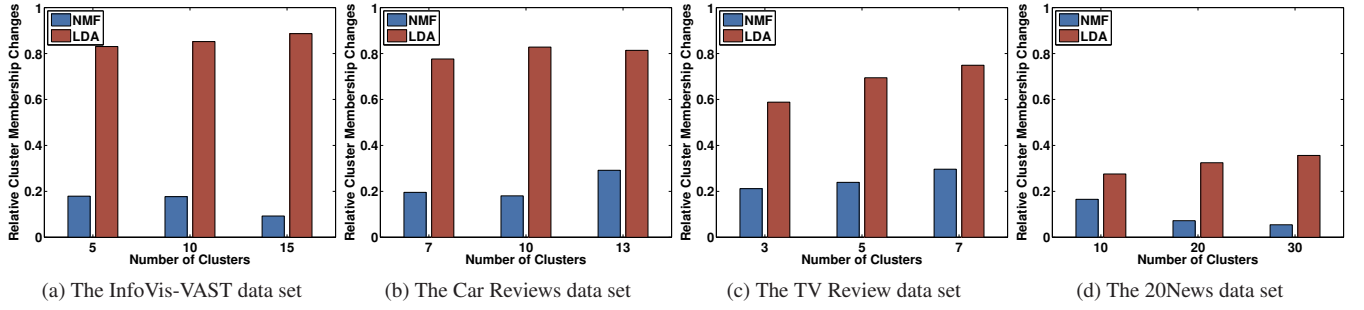 Relative Cluster Membership Changes
1
0.8
0.6
0.4
0.2
0
NMF
LDA
5 10 15
Number of Clusters
(a) The InfoVis-VAST data set
Relative Cluster Membership Changes
1
0.8
0.6
0.4
0.2
0
NMF
LDA
7 10 13
Number of Clusters
(b) The Car Reviews data set
Relative Cluster Membership Changes
1
0.8
0.6
0.4
0.2
0
NMF
LDA
3 5 7
Number of Clusters
(c) The TV Review data set
Relative Cluster Membership Changes
1
0.8
0.6
0.4
0.2
0
NMF
LDA
10 20 30
Number of Clusters
(d) The 20News data set